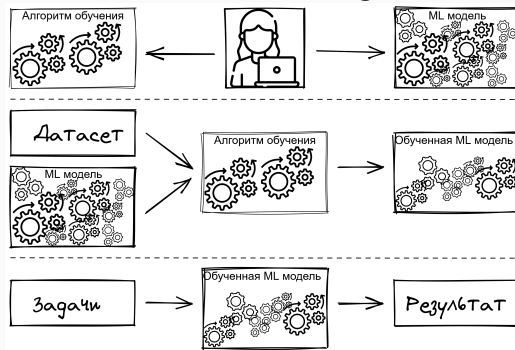 Алгоритм обучения
ML модель
Датасет
Алгоритм обучения
Обученная ML модель
ML модель
Обученная ML модель
Задачи
Результат